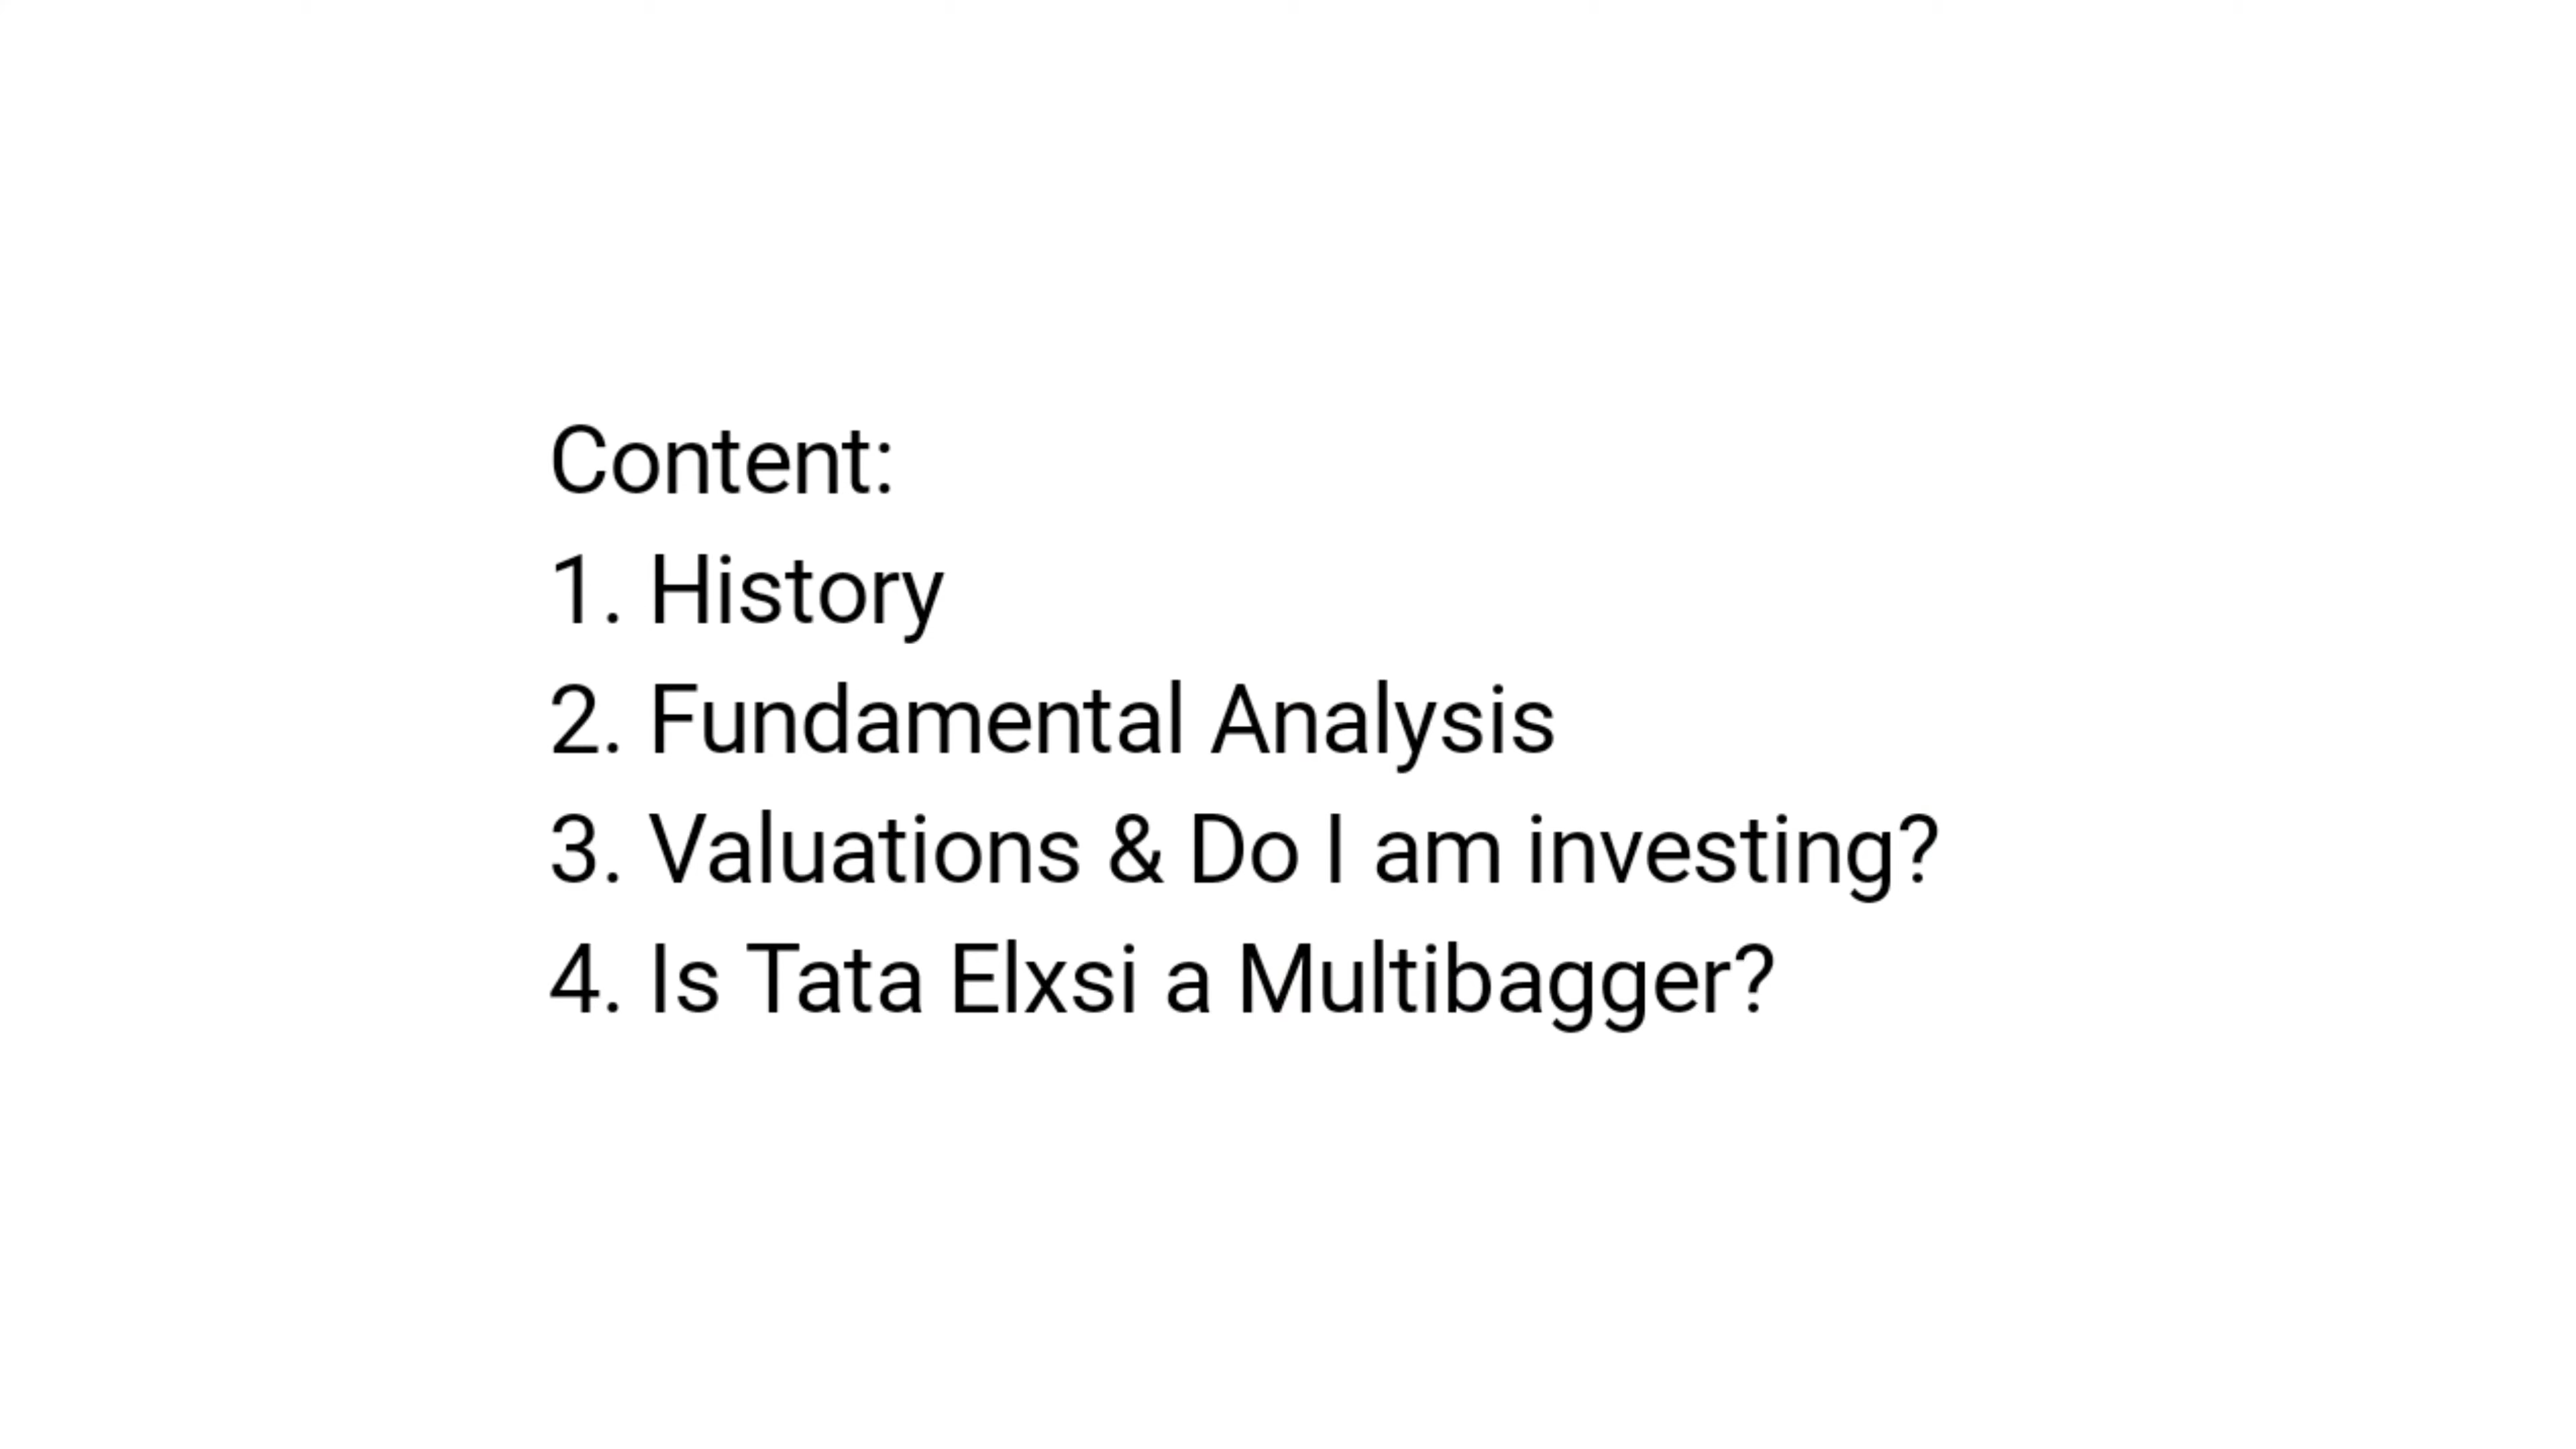 Content:
1. History
2. Fundamental Analysis
3. Valuations & Do I am investing?
4. Is Tata Elxsi a Multibagger?